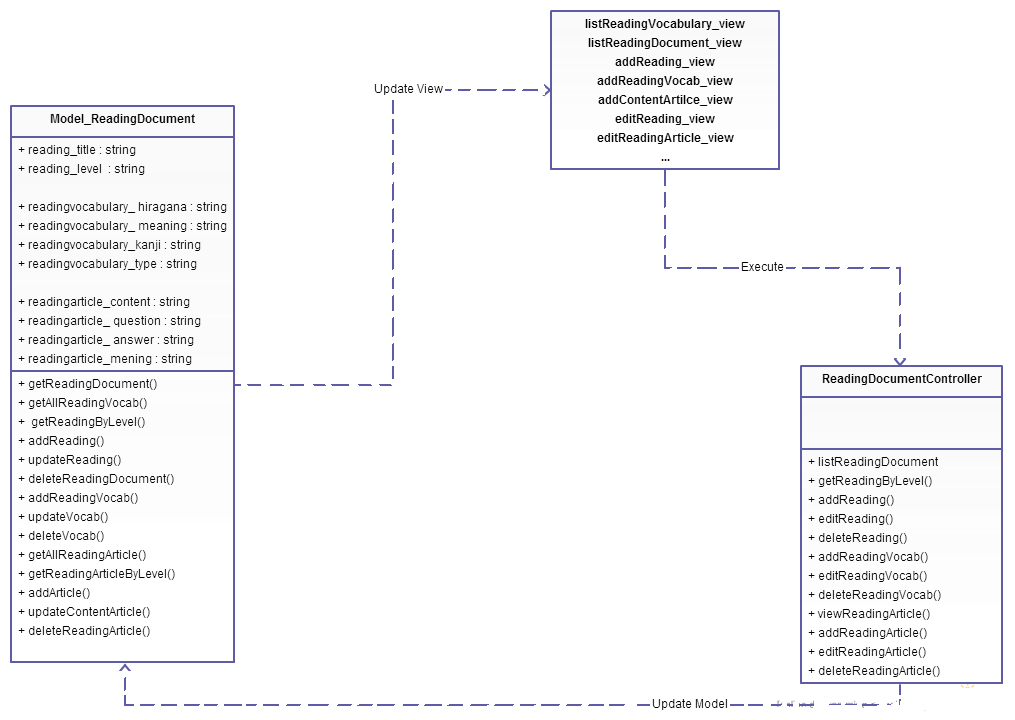 listReadingVocabulary_view
listReadingDocument_view
addReading_view
addReadingVocab_view
addContentArtilce_view
editReading_view
editReadingArticle_view
...
Update View
Model_ReadingDocument
+ reading_title : string
+ reading_level : string
+ readingvocabulary_ hiragana : string
+ readingvocabulary_ meaning : string
+ readingvocabulary_kanji : string
+ readingvocabulary_type : string
+ readingarticle_content : string
+ readingarticle_ question : string
+ readingarticle_ answer : string
+ readingarticle_mening : string
+ getReadingDocument()
+ getAllReadingVocab()
+ getReadingByLevel()
+ addReading()
+ updateReading()
+ deleteReadingDocument()
+ addReadingVocab()
+ updateVocab()
+ deleteVocab()
+ getAllReadingArticle()
+ getReadingArticleByLevel()
+ addArticle()
+ updateContentArticle()
+ deleteReadingArticle()
Execute
ReadingDocumentController
+ listReadingDocument
+ getReadingByLevel()
+ addReading()
+ editReading()
+ deleteReading()
+ addReadingVocab()
+ editReadingVocab()
+ deleteReadingVocab()
+ viewReadingArticle()
+ addReadingArticle()
+ editReadingArticle()
+ deleteReadingArticle()
Update Model